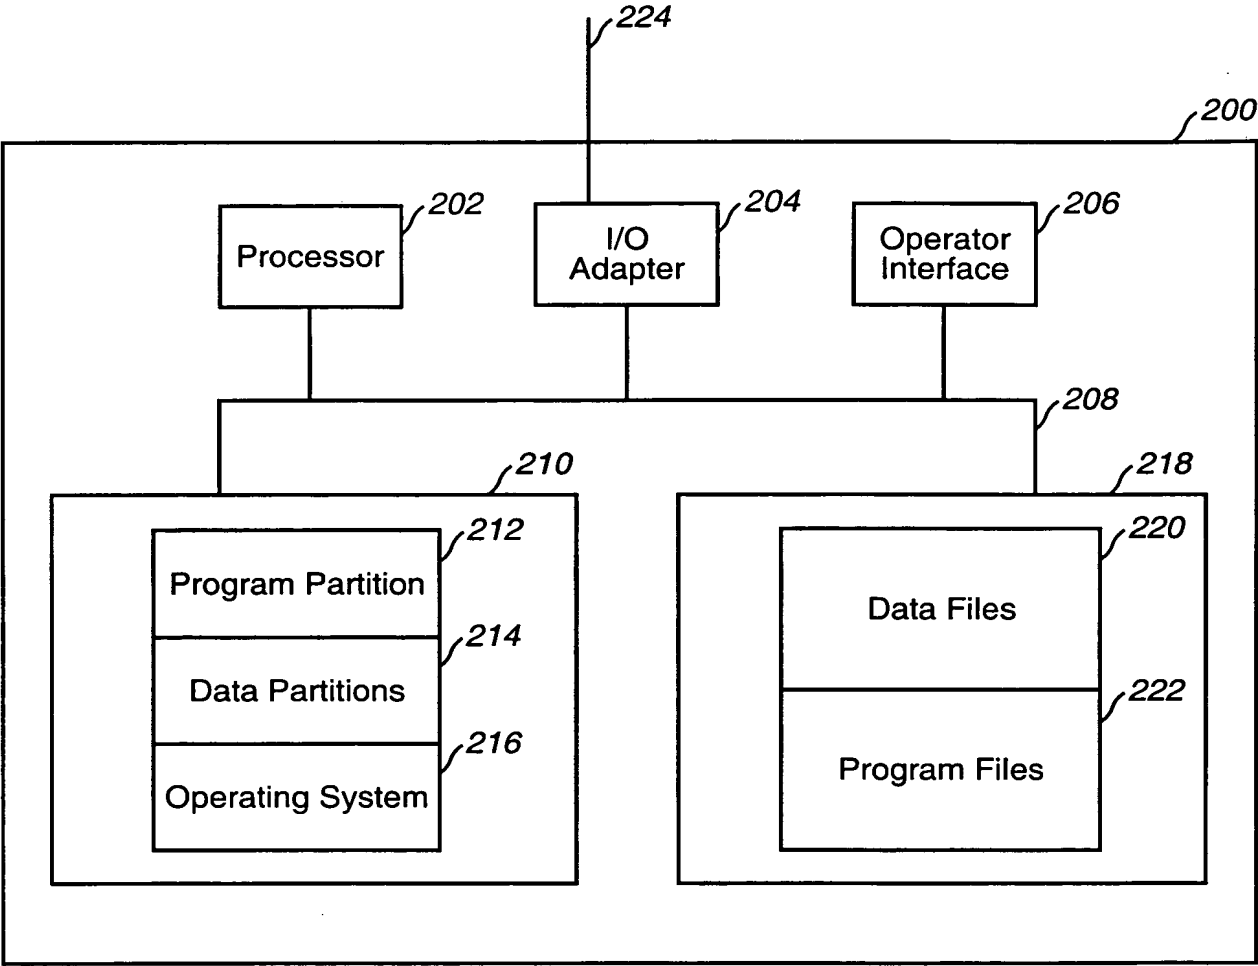 224
200
202
Processor
204
I/O
Adapter
206
Operator
Interface
208
210
212
Program Partition
214
Data Partitions
216
Operating System
218
220
Data Files
222
Program Files